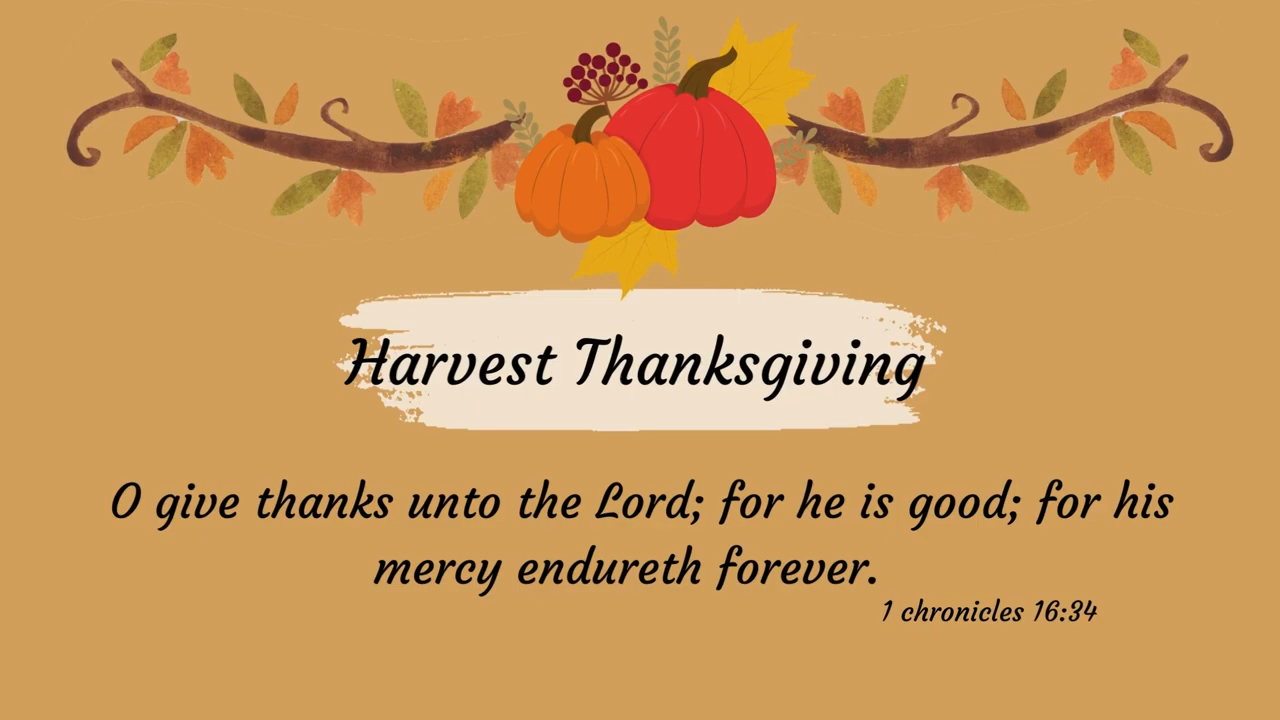 Harvest Thanksgiving
O give thanks unto the Lord; for he is good; for his
mercy endureth forever.
1 chronicles 16:34